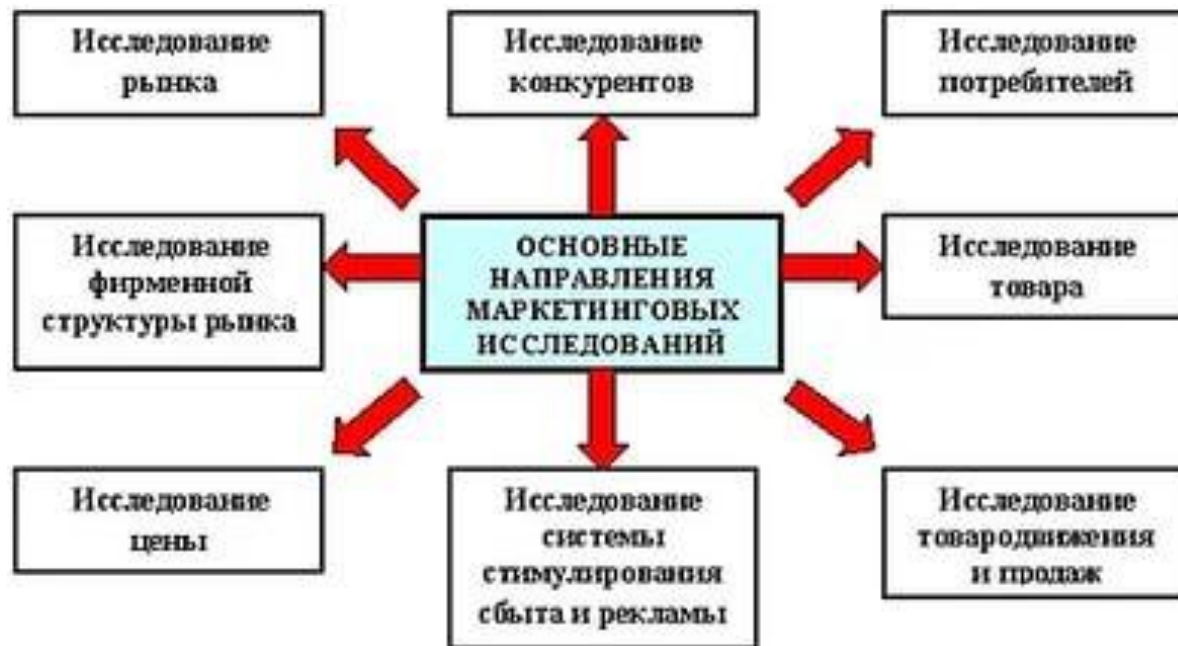 Исследование
рынка
Исследование
конкурентов
Исследование
потребителей
Исследование
фирменной
структуры рынка
ОСНОВНЫЕ
НАПРАВЛЕНИЯ
МАРКЕТИНГОВЫХ
ИССЛЕДОВАНИЙ
Исследование
товара
Исследование
цены
Исследование
системы
стимулирования
сбыта и рекламы
Исследование
товародвижения
и продаж